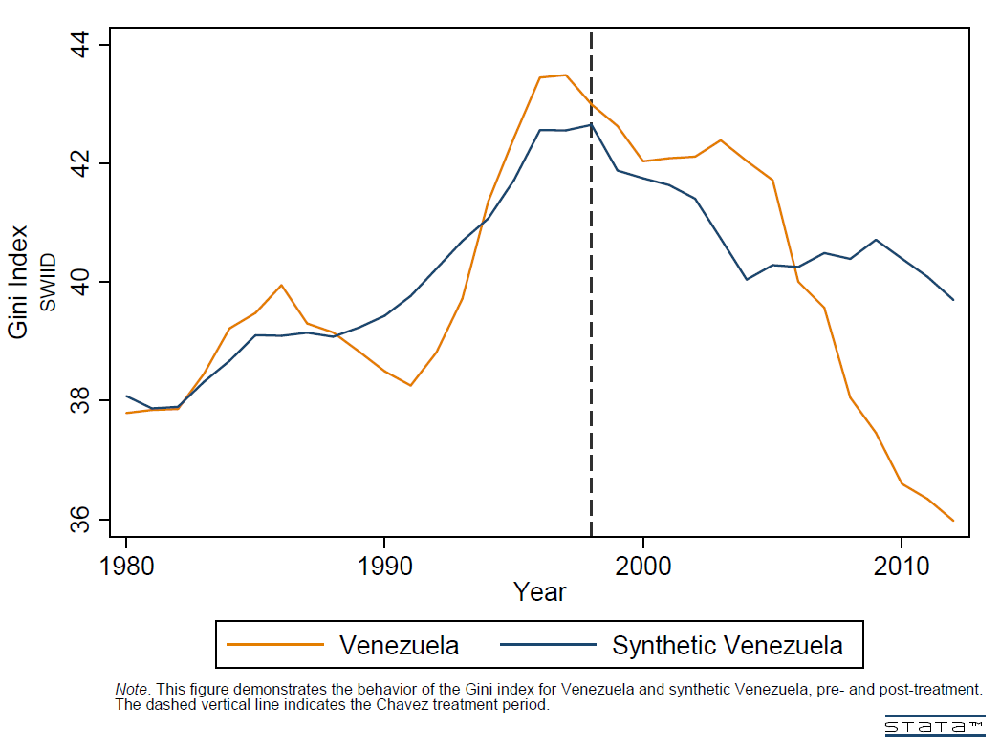 44
42
40
38
36
Gini Index
SWIID
1980 1990 2000 2010
Year
Venezuela Synthetic Venezuela
Note. This figure demonstrates the behavior of the Gini index for Venezuela and synthetic Venezuela, pre- and post-treatment.
The dashed vertical line indicates the Chavez treatment period.
STATA™